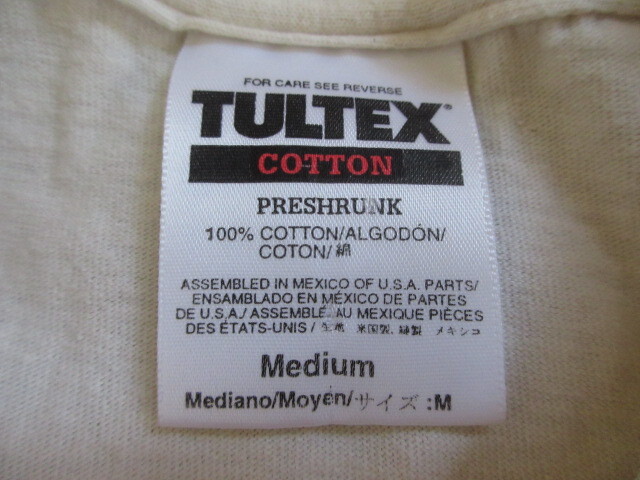 FOR CARE SEE REVERSE
TULTEX®
COTTON
PRESHRUNK
100% COTTON/ALGODÓN/
COTON/綿
ASSEMBLED IN MEXICO OF U.S.A. PARTS/
ENSAMBLADO EN MÉXICO DE PARTES
DE U.S.A./ASSEMBLÉ AU MEXIQUE PIÈCES
DES ÉTATS-UNIS/生地 米国製、縫製 メキシコ
Medium
Mediano/Moyen/サイズ:M